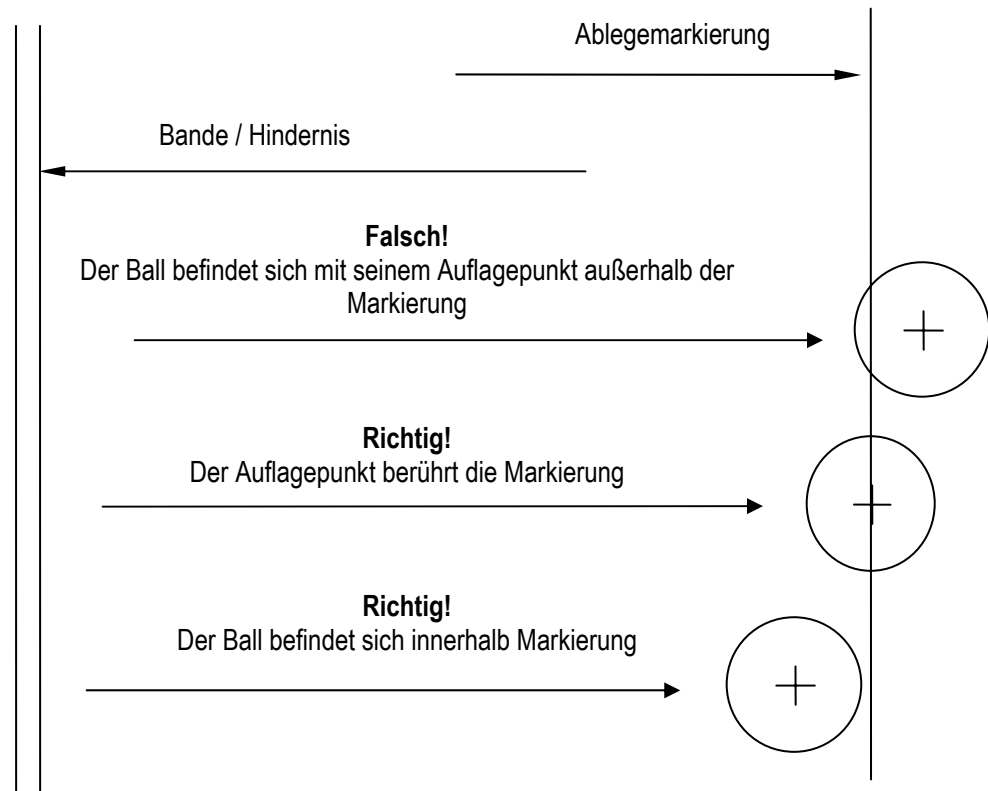 Ablegemarkierung
Bande / Hindernis
Falsch!
Der Ball befindet sich mit seinem Auflagepunkt außerhalb der
Markierung
Richtig!
Der Auflagepunkt berührt die Markierung
Richtig!
Der Ball befindet sich innerhalb Markierung